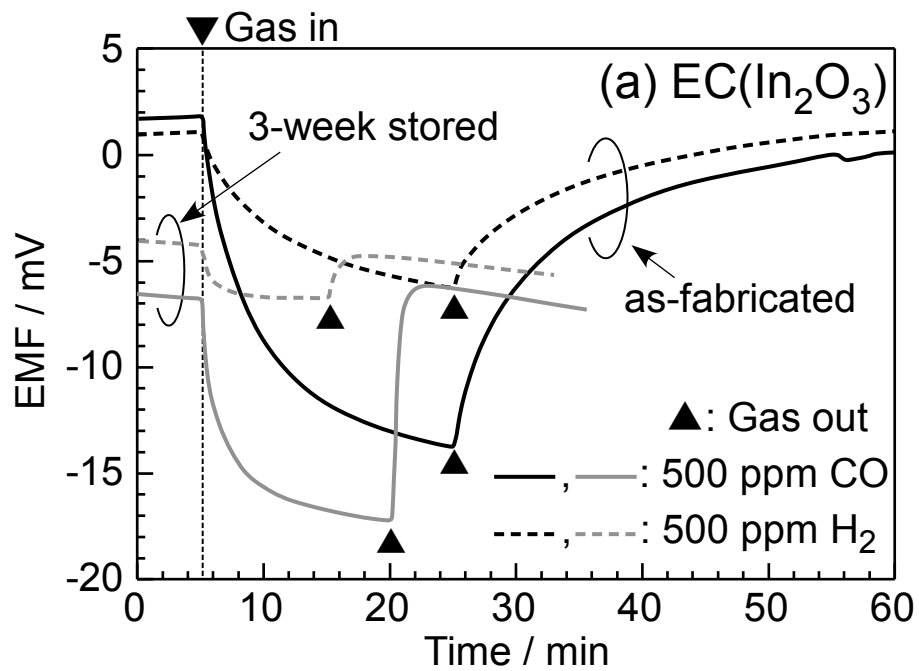 ▼ Gas in
(a) EC(In₂O₃)
3-week stored
as-fabricated
▲: Gas out
: 500 ppm CO
: 500 ppm H₂
EMF / mV
5
0
-5
-10
-15
-20
0 10 20 30 40 50 60
Time / min